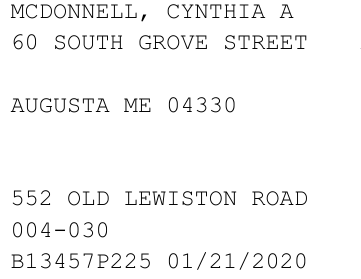 MCDONNELL, CYNTHIA A
60 SOUTH GROVE STREET
AUGUSTA ME 04330
552 OLD LEWISTON ROAD
004-030
B13457P225 01/21/2020